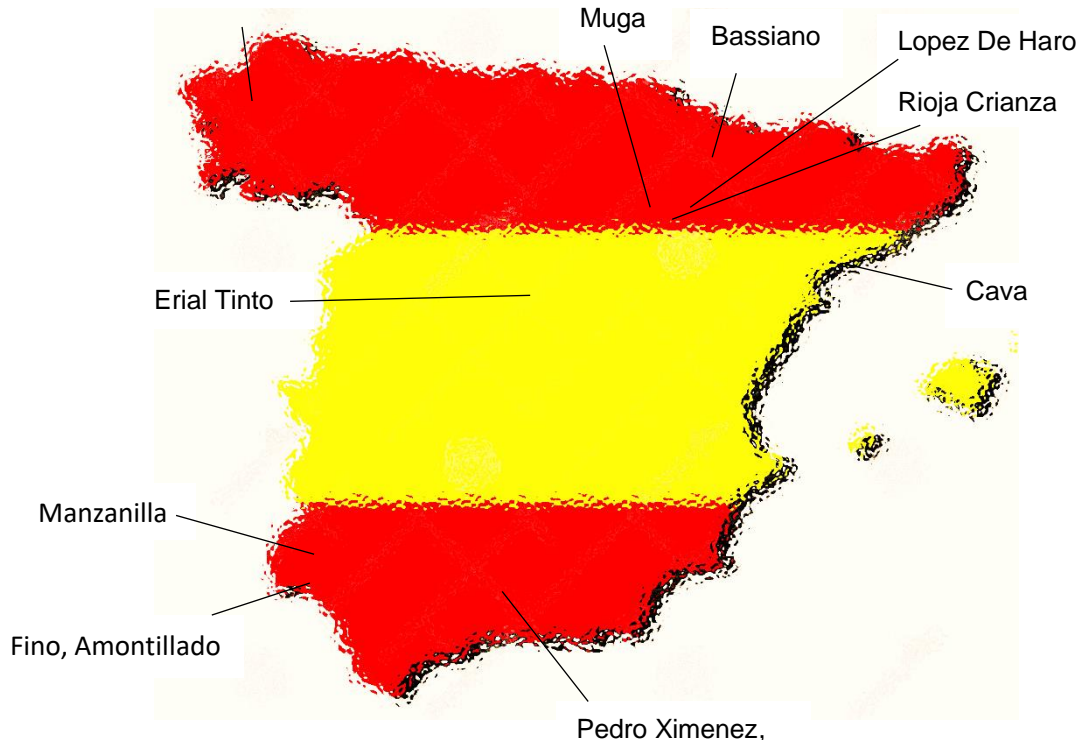 Muga
Bassiano
Lopez De Haro
Rioja Crianza
Cava
Erial Tinto
Manzanilla
Fino, Amontillado
Pedro Ximenez,